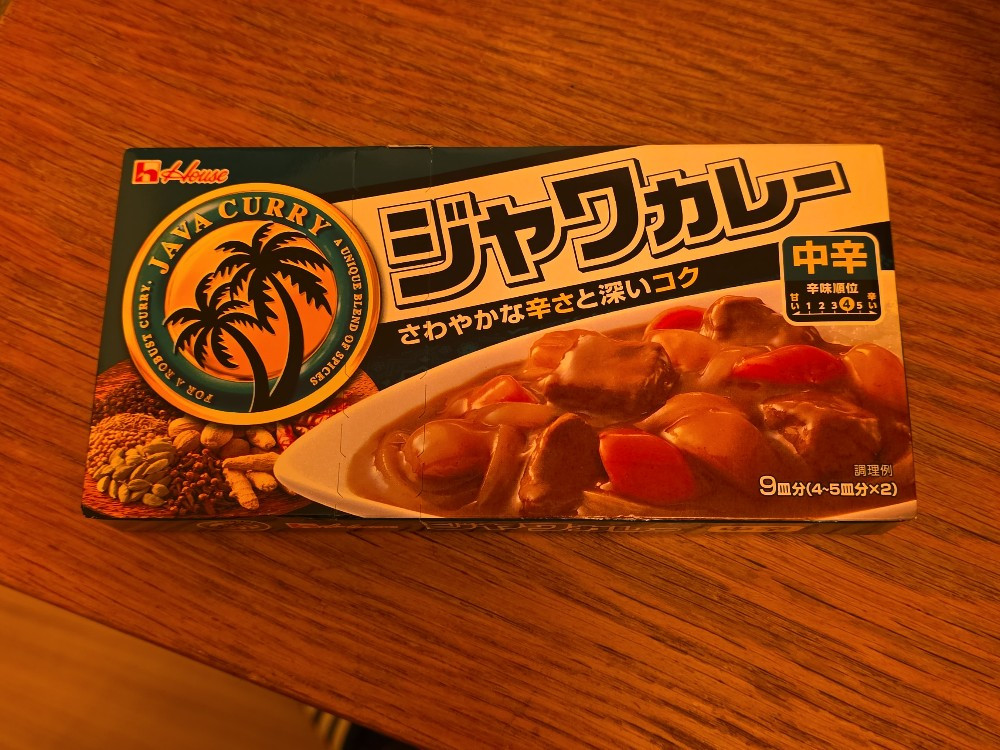 House
JAVA CURRY
A UNIQUE BLEND OF SPICES
FOR A ROBUST CURRY.
ジャワカレー
さわやかな辛さと深いコク
中辛
辛味順位
甘い 1 2 3 4 5 辛い
調理例
9皿分(4~5皿分×2)